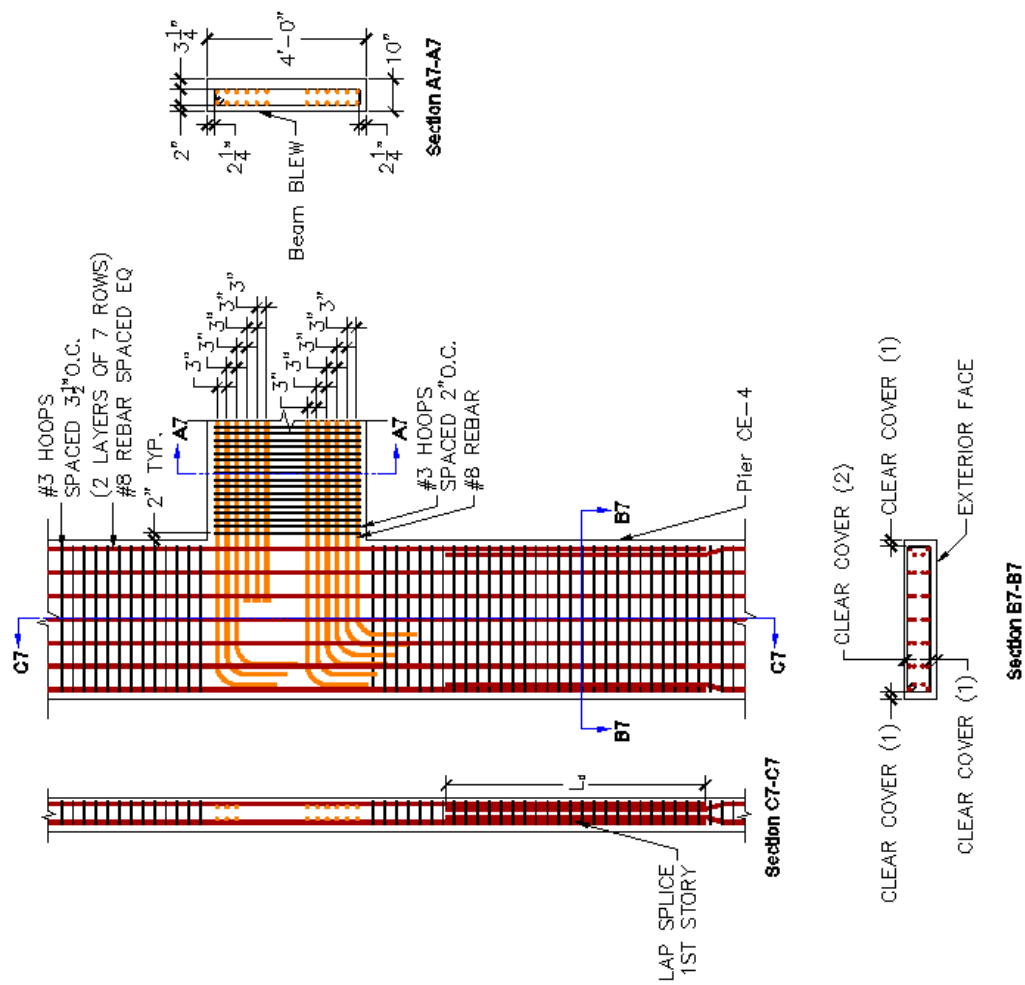 #3 HOOPS
SPACED 3½"O.C.
(2 LAYERS OF 7 ROWS)
#8 REBAR SPACED EQ
2" TYP.
A7
A7
3"
3"
3"
3"
3"
3"
3"
3"
3"
3"
#3 HOOPS
SPACED 2"O.C.
#8 REBAR
Pier CE-4
B7
B7
C7
C7
2"
3¼"
2¼"
4'-0"
10"
2¼"
Beam BLEW
Section A7-A7
Ld
LAP SPLICE
1ST STORY
Section C7-C7
CLEAR COVER (2)
CLEAR COVER (1)
CLEAR COVER (1)
CLEAR COVER (1)
EXTERIOR FACE
Section B7-B7